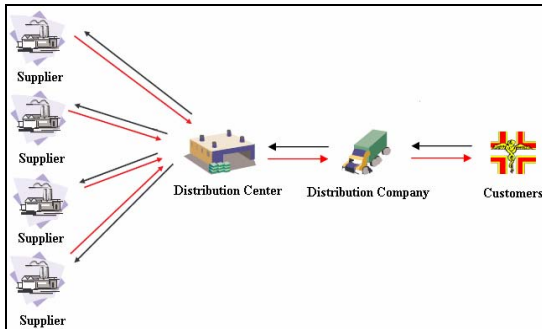 Supplier
Supplier
Distribution Center
Distribution Company
Customers
Supplier
Supplier